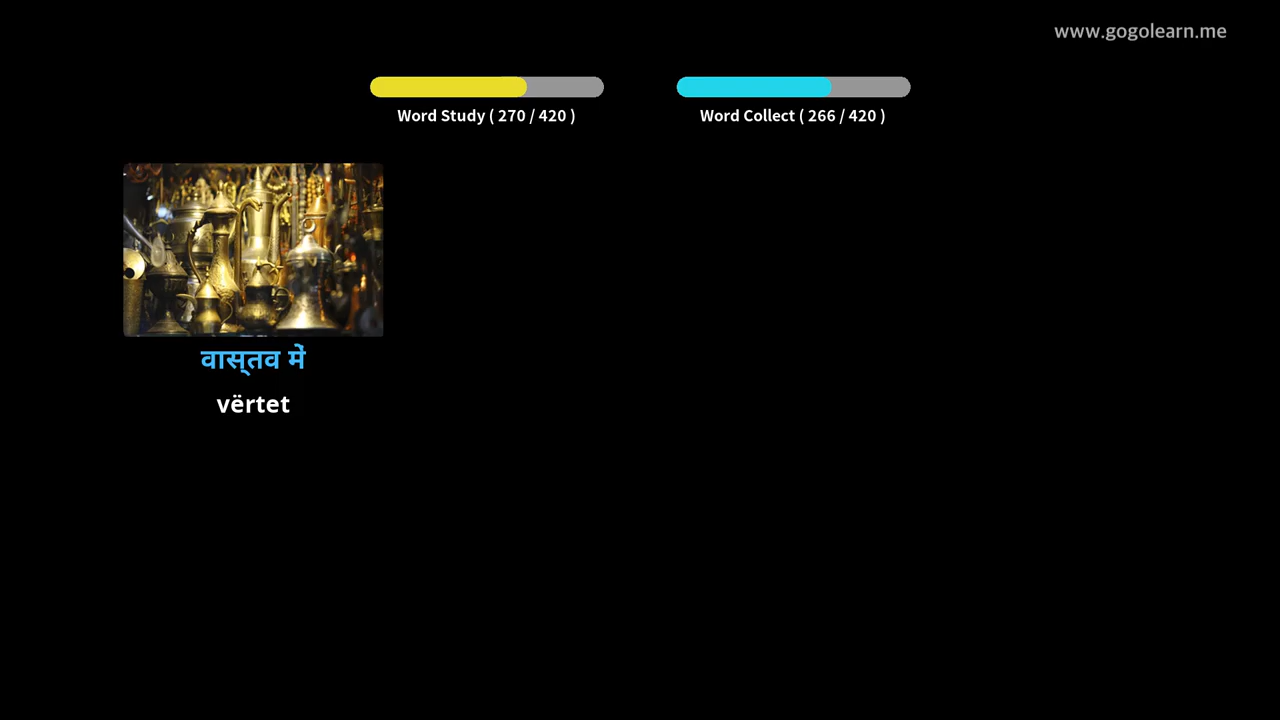 www.gogolearn.me
Word Study ( 270 / 420 )
Word Collect ( 266 / 420 )
वास्तव में
vërtet